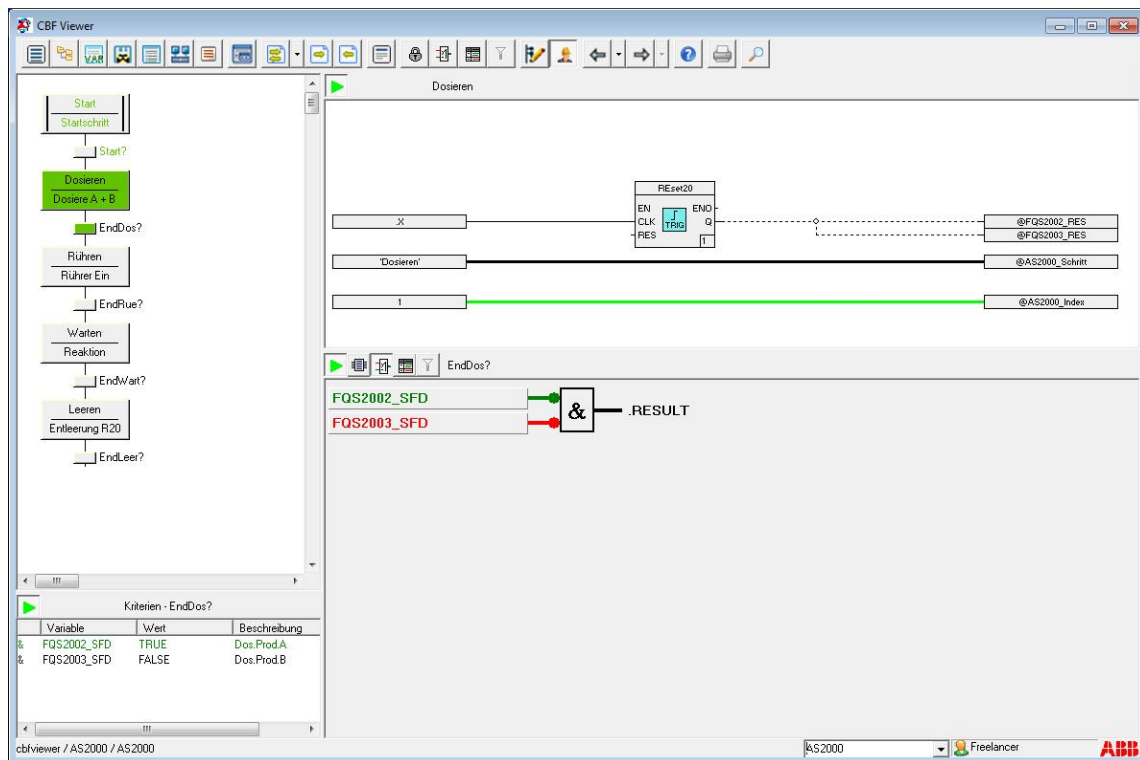 CBF Viewer
VAR
Start
Startschritt
Start?
Dosieren
Dosiere A + B
EndDos?
Rühren
Rührer Ein
EndRue?
Warten
Reaktion
EndWart?
Leeren
Entleerung R20
EndLeer?
Kriterien - EndDos?
Variable Wert Beschreibung
& FQS2002_SFD TRUE Dos.Prod.A
& FQS2003_SFD FALSE Dos.Prod.B
Dosieren
REset20
EN ENO
.X CLK TRIG Q @FQS2002_RES
RES 1 @FQS2003_RES
'Dosieren' @AS2000_Schritt
1 @AS2000_Index
EndDos?
FQS2002_SFD
& .RESULT
FQS2003_SFD
cbfviewer / AS2000 / AS2000
AS2000 Freelancer ABB